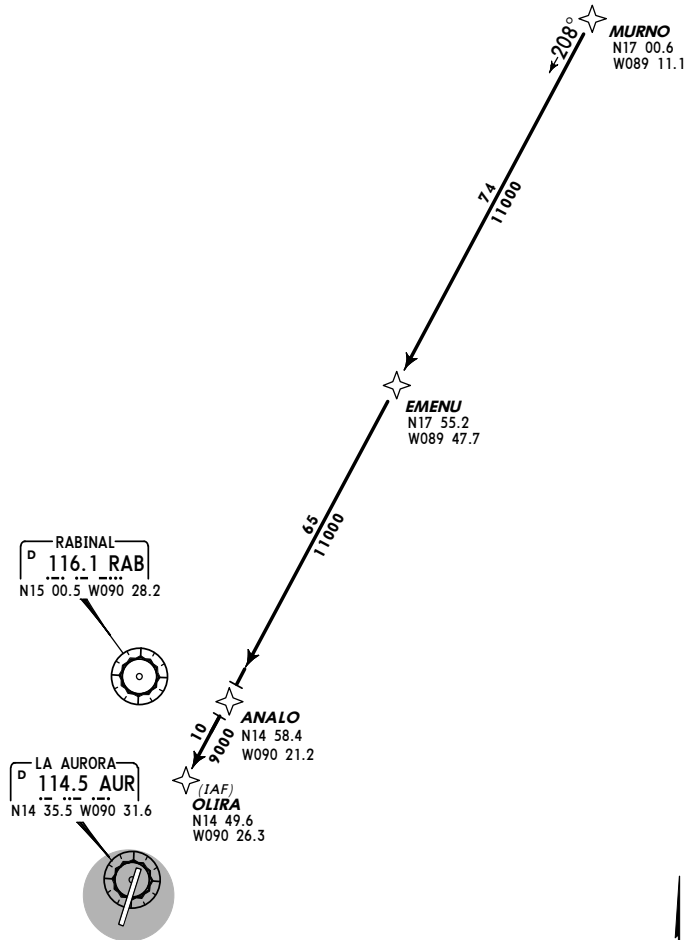 MURNO
N17 00.6
W089 11.1
208°
74
11000
EMENU
N17 55.2
W089 47.7
65
11000
RABINAL
D 116.1 RAB
N15 00.5 W090 28.2
ANALO
N14 58.4
W090 21.2
10
9000
(IAF)
OLIRA
N14 49.6
W090 26.3
LA AURORA
D 114.5 AUR
N14 35.5 W090 31.6